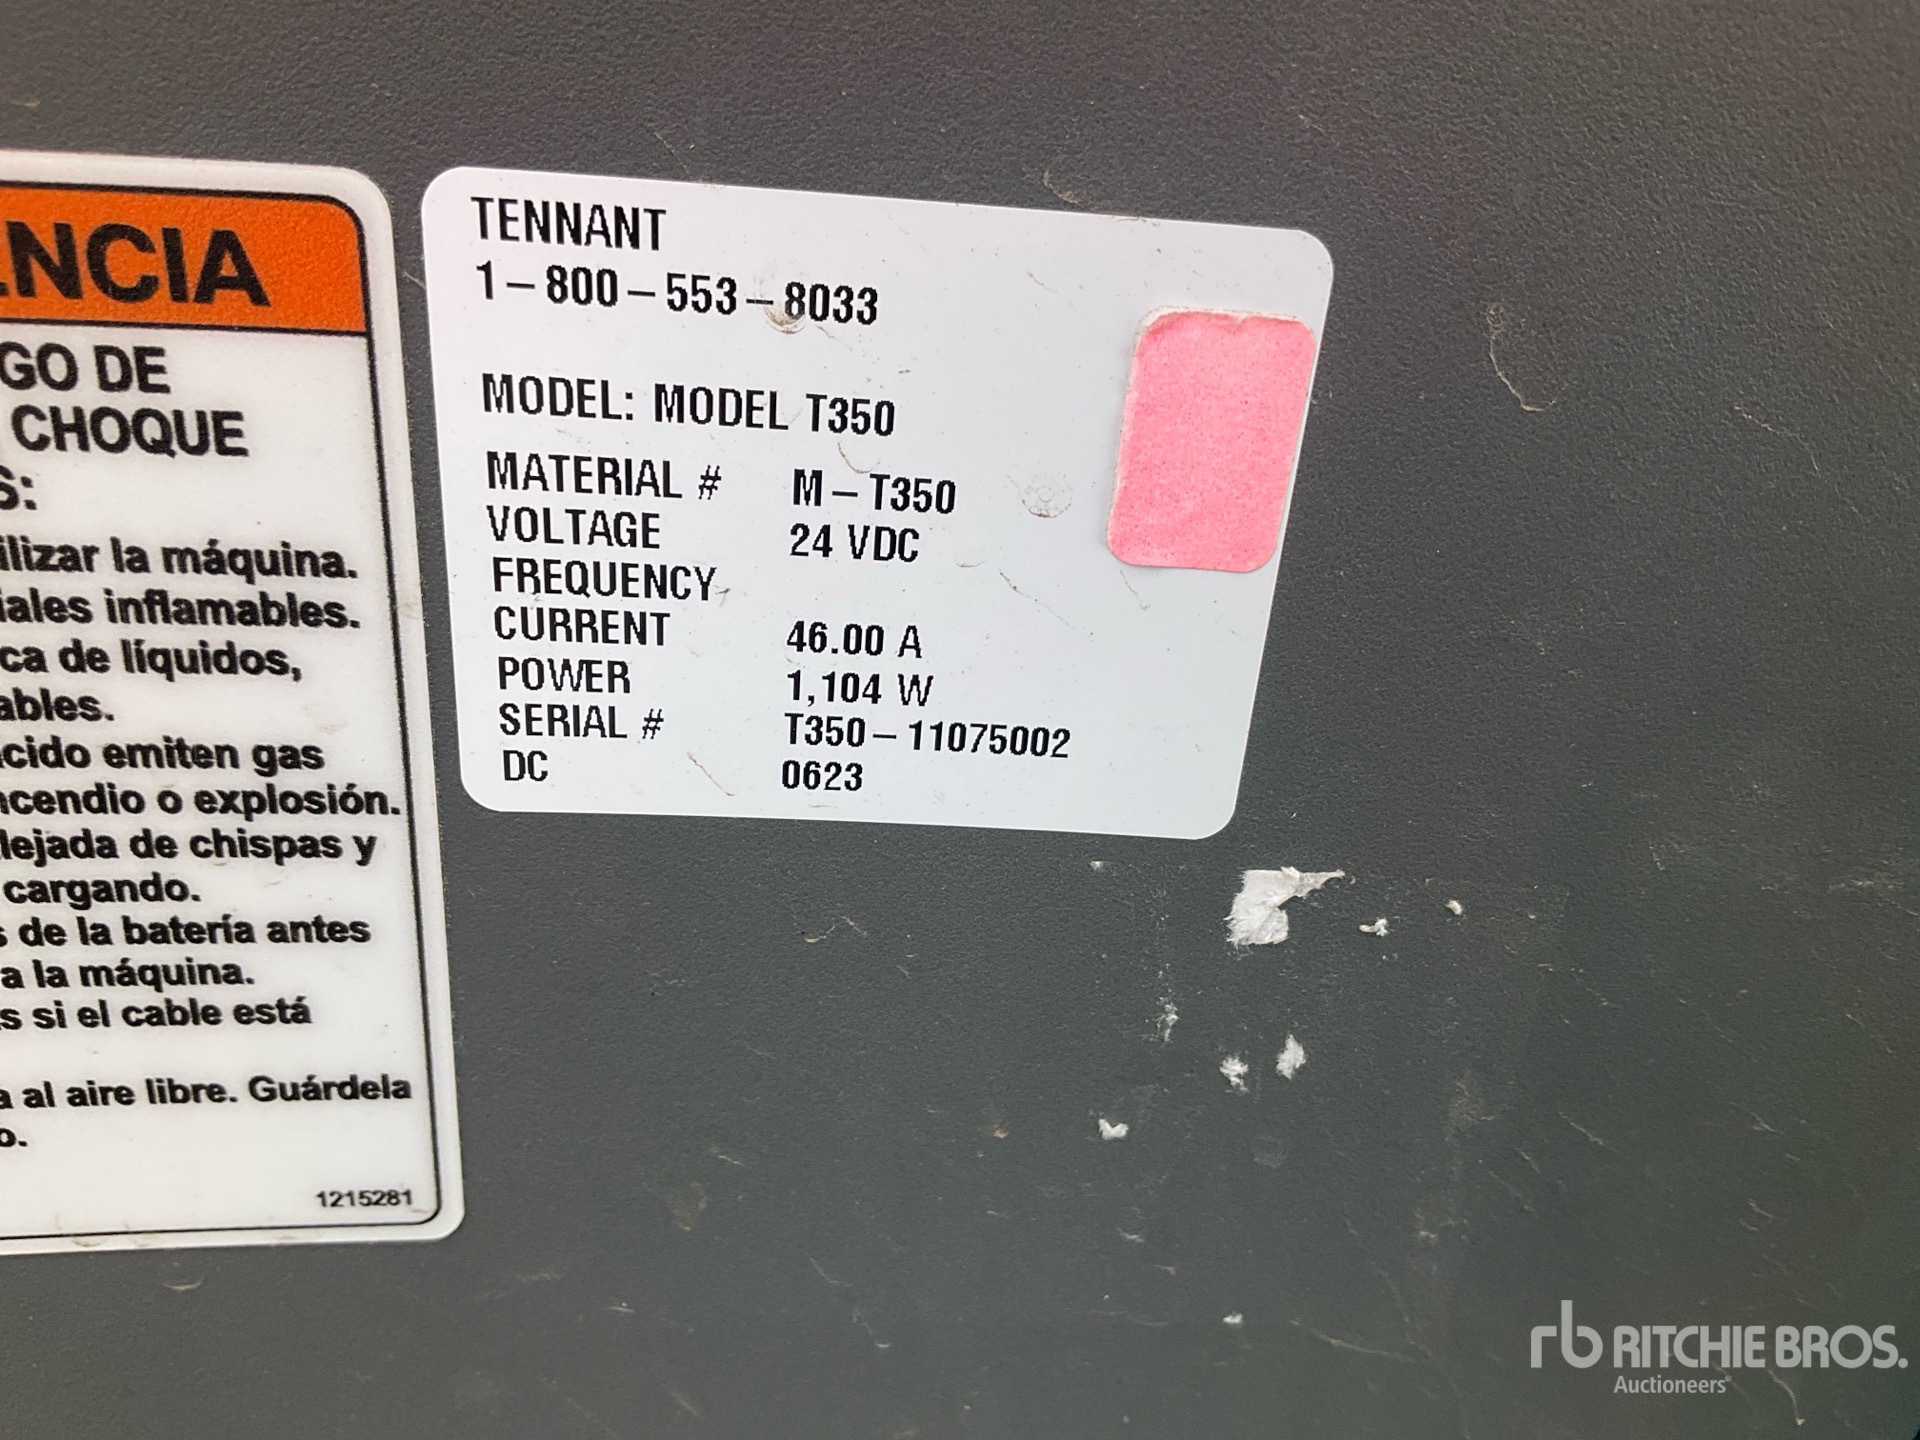 NCIA
GO DE
CHOQUE
S:
ilizar la máquina.
iales inflamables.
ca de líquidos,
ables.
cido emiten gas
ncendio o explosión.
lejada de chispas y
cargando.
s de la batería antes
a la máquina.
s si el cable está
a al aire libre. Guárdela
o.
1215281
TENNANT
1-800-553-8033
MODEL: MODEL T350
MATERIAL # M-T350
VOLTAGE 24 VDC
FREQUENCY
CURRENT 46.00 A
POWER 1,104 W
SERIAL # T350-11075002
DC 0623
rb RITCHIE BROS.
Auctioneers